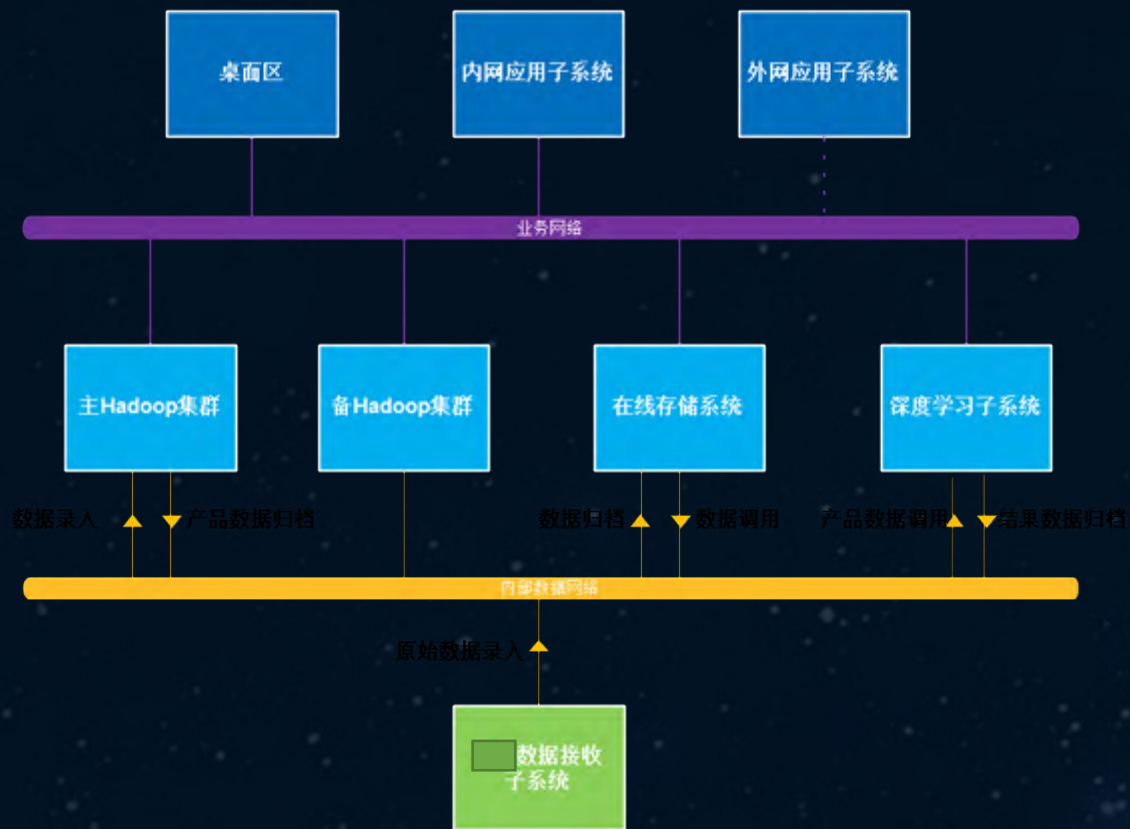 桌面区
内网应用子系统
外网应用子系统
业务网络
主Hadoop集群
备Hadoop集群
在线存储系统
深度学习子系统
数据录入
产品数据归档
数据归档
数据调用
产品数据调用
结果数据归档
内部数据网络
原始数据录入
数据接收
子系统